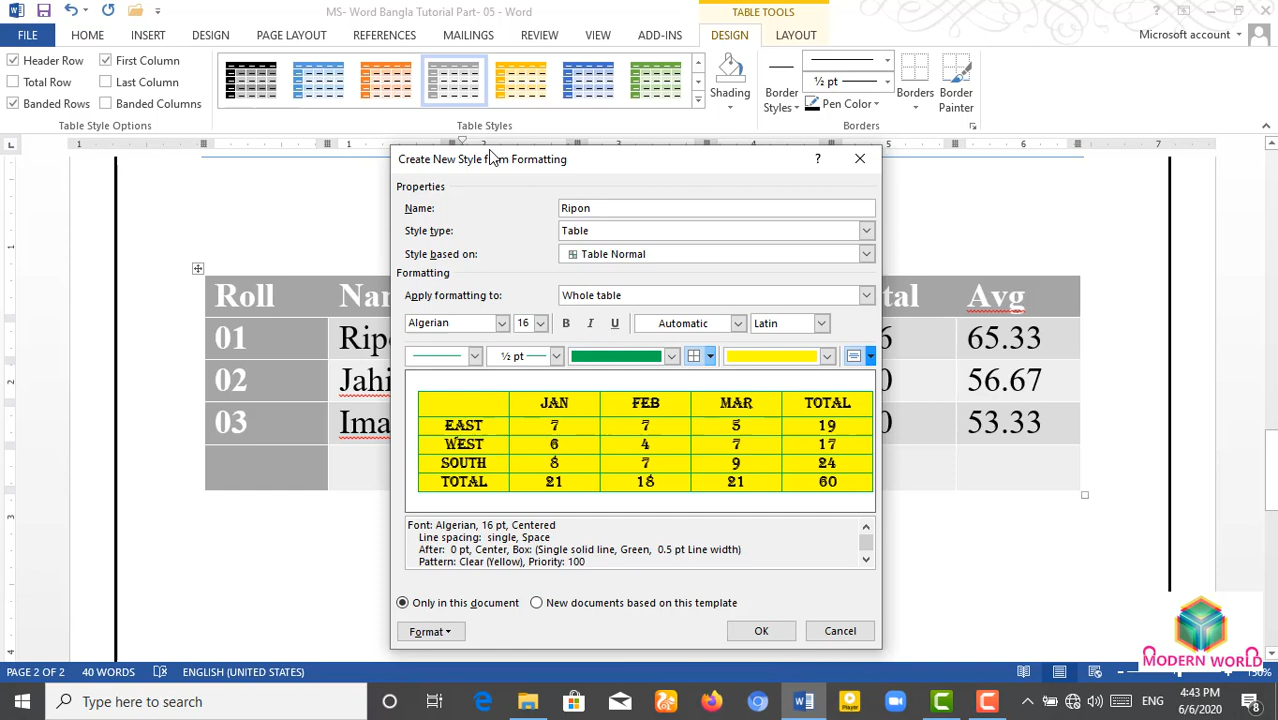 MS- Word Bangla Tutorial Part- 05 - Word
TABLE TOOLS
FILE HOME INSERT DESIGN PAGE LAYOUT REFERENCES MAILINGS REVIEW VIEW ADD-INS DESIGN LAYOUT Microsoft account
Header Row First Column
Total Row Last Column
Banded Rows Banded Columns
Table Style Options
Table Styles
Shading
Border Styles
½ pt
Pen Color
Borders
Border Painter
Borders
Create New Style from Formatting
Properties
Name: Ripon
Style type: Table
Style based on: Table Normal
Formatting
Apply formatting to: Whole table
Algerian 16 B I U Automatic Latin
½ pt
JAN FEB MAR TOTAL
EAST 7 7 5 19
WEST 6 4 7 17
SOUTH 8 7 9 24
TOTAL 21 18 21 60
Font: Algerian, 16 pt, Centered
Line spacing: single, Space
After: 0 pt, Center, Box: (Single solid line, Green, 0.5 pt Line width)
Pattern: Clear (Yellow), Priority: 100
Only in this document New documents based on this template
Format OK Cancel
Roll Avg
01 65.33
02 56.67
03 53.33
MODERN WORLD
PAGE 2 OF 2 40 WORDS ENGLISH (UNITED STATES) 150%
Type here to search
ENG
4:43 PM
6/6/2020
8